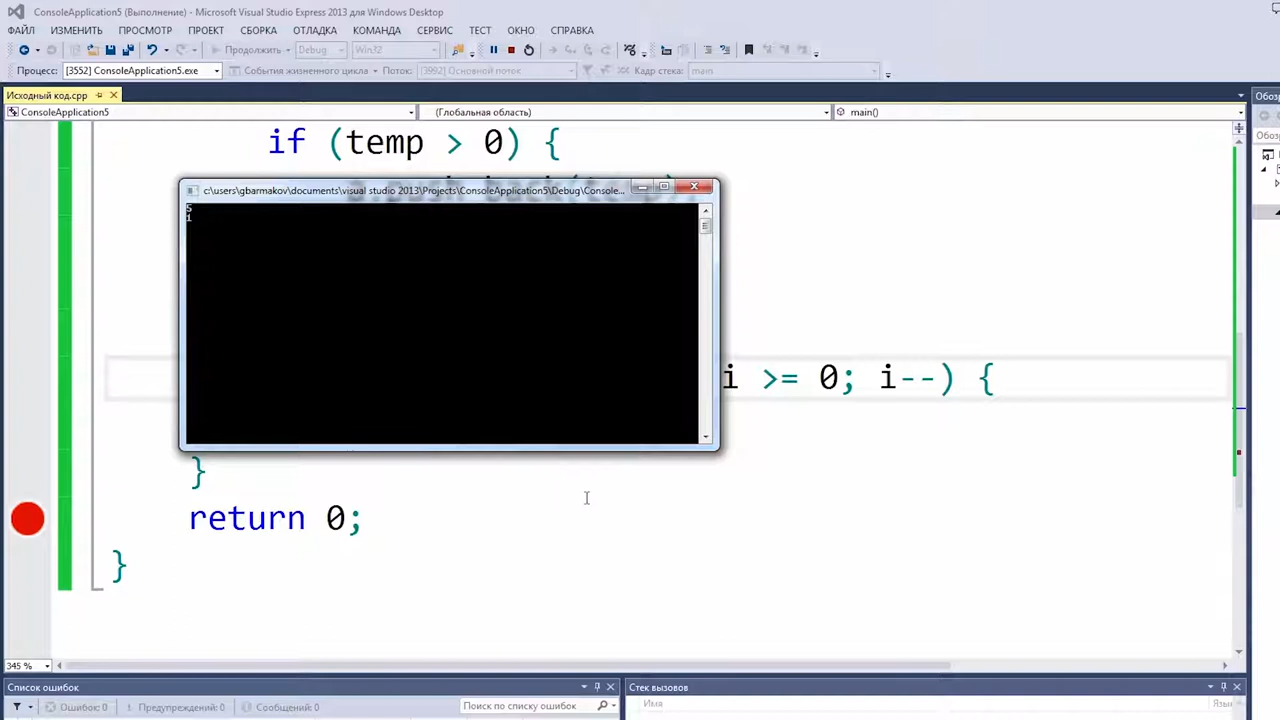 ConsoleApplication5 (Выполнение) - Microsoft Visual Studio Express 2013 для Windows Desktop
ФАЙЛ ИЗМЕНИТЬ ПРОСМОТР ПРОЕКТ СБОРКА ОТЛАДКА КОМАНДА СЕРВИС ТЕСТ ОКНО СПРАВКА
Продолжить Debug Win32
Процесс: [3552] ConsoleApplication5.exe События жизненного цикла Поток: [3992] Основной поток Кадр стека: main
Исходный код.cpp
Обоз
ConsoleApplication5 (Глобальная область) main()
if (temp > 0) {
c:\users\gbarmakov\documents\visual studio 2013\Projects\ConsoleApplication5\Debug\Console...
5
1
i >= 0; i--) {
}
return 0;
}
345 %
Список ошибок
Стек вызовов
Ошибок: 0 Предупреждений: 0 Сообщений: 0 Поиск по списку ошибок
Имя Язы